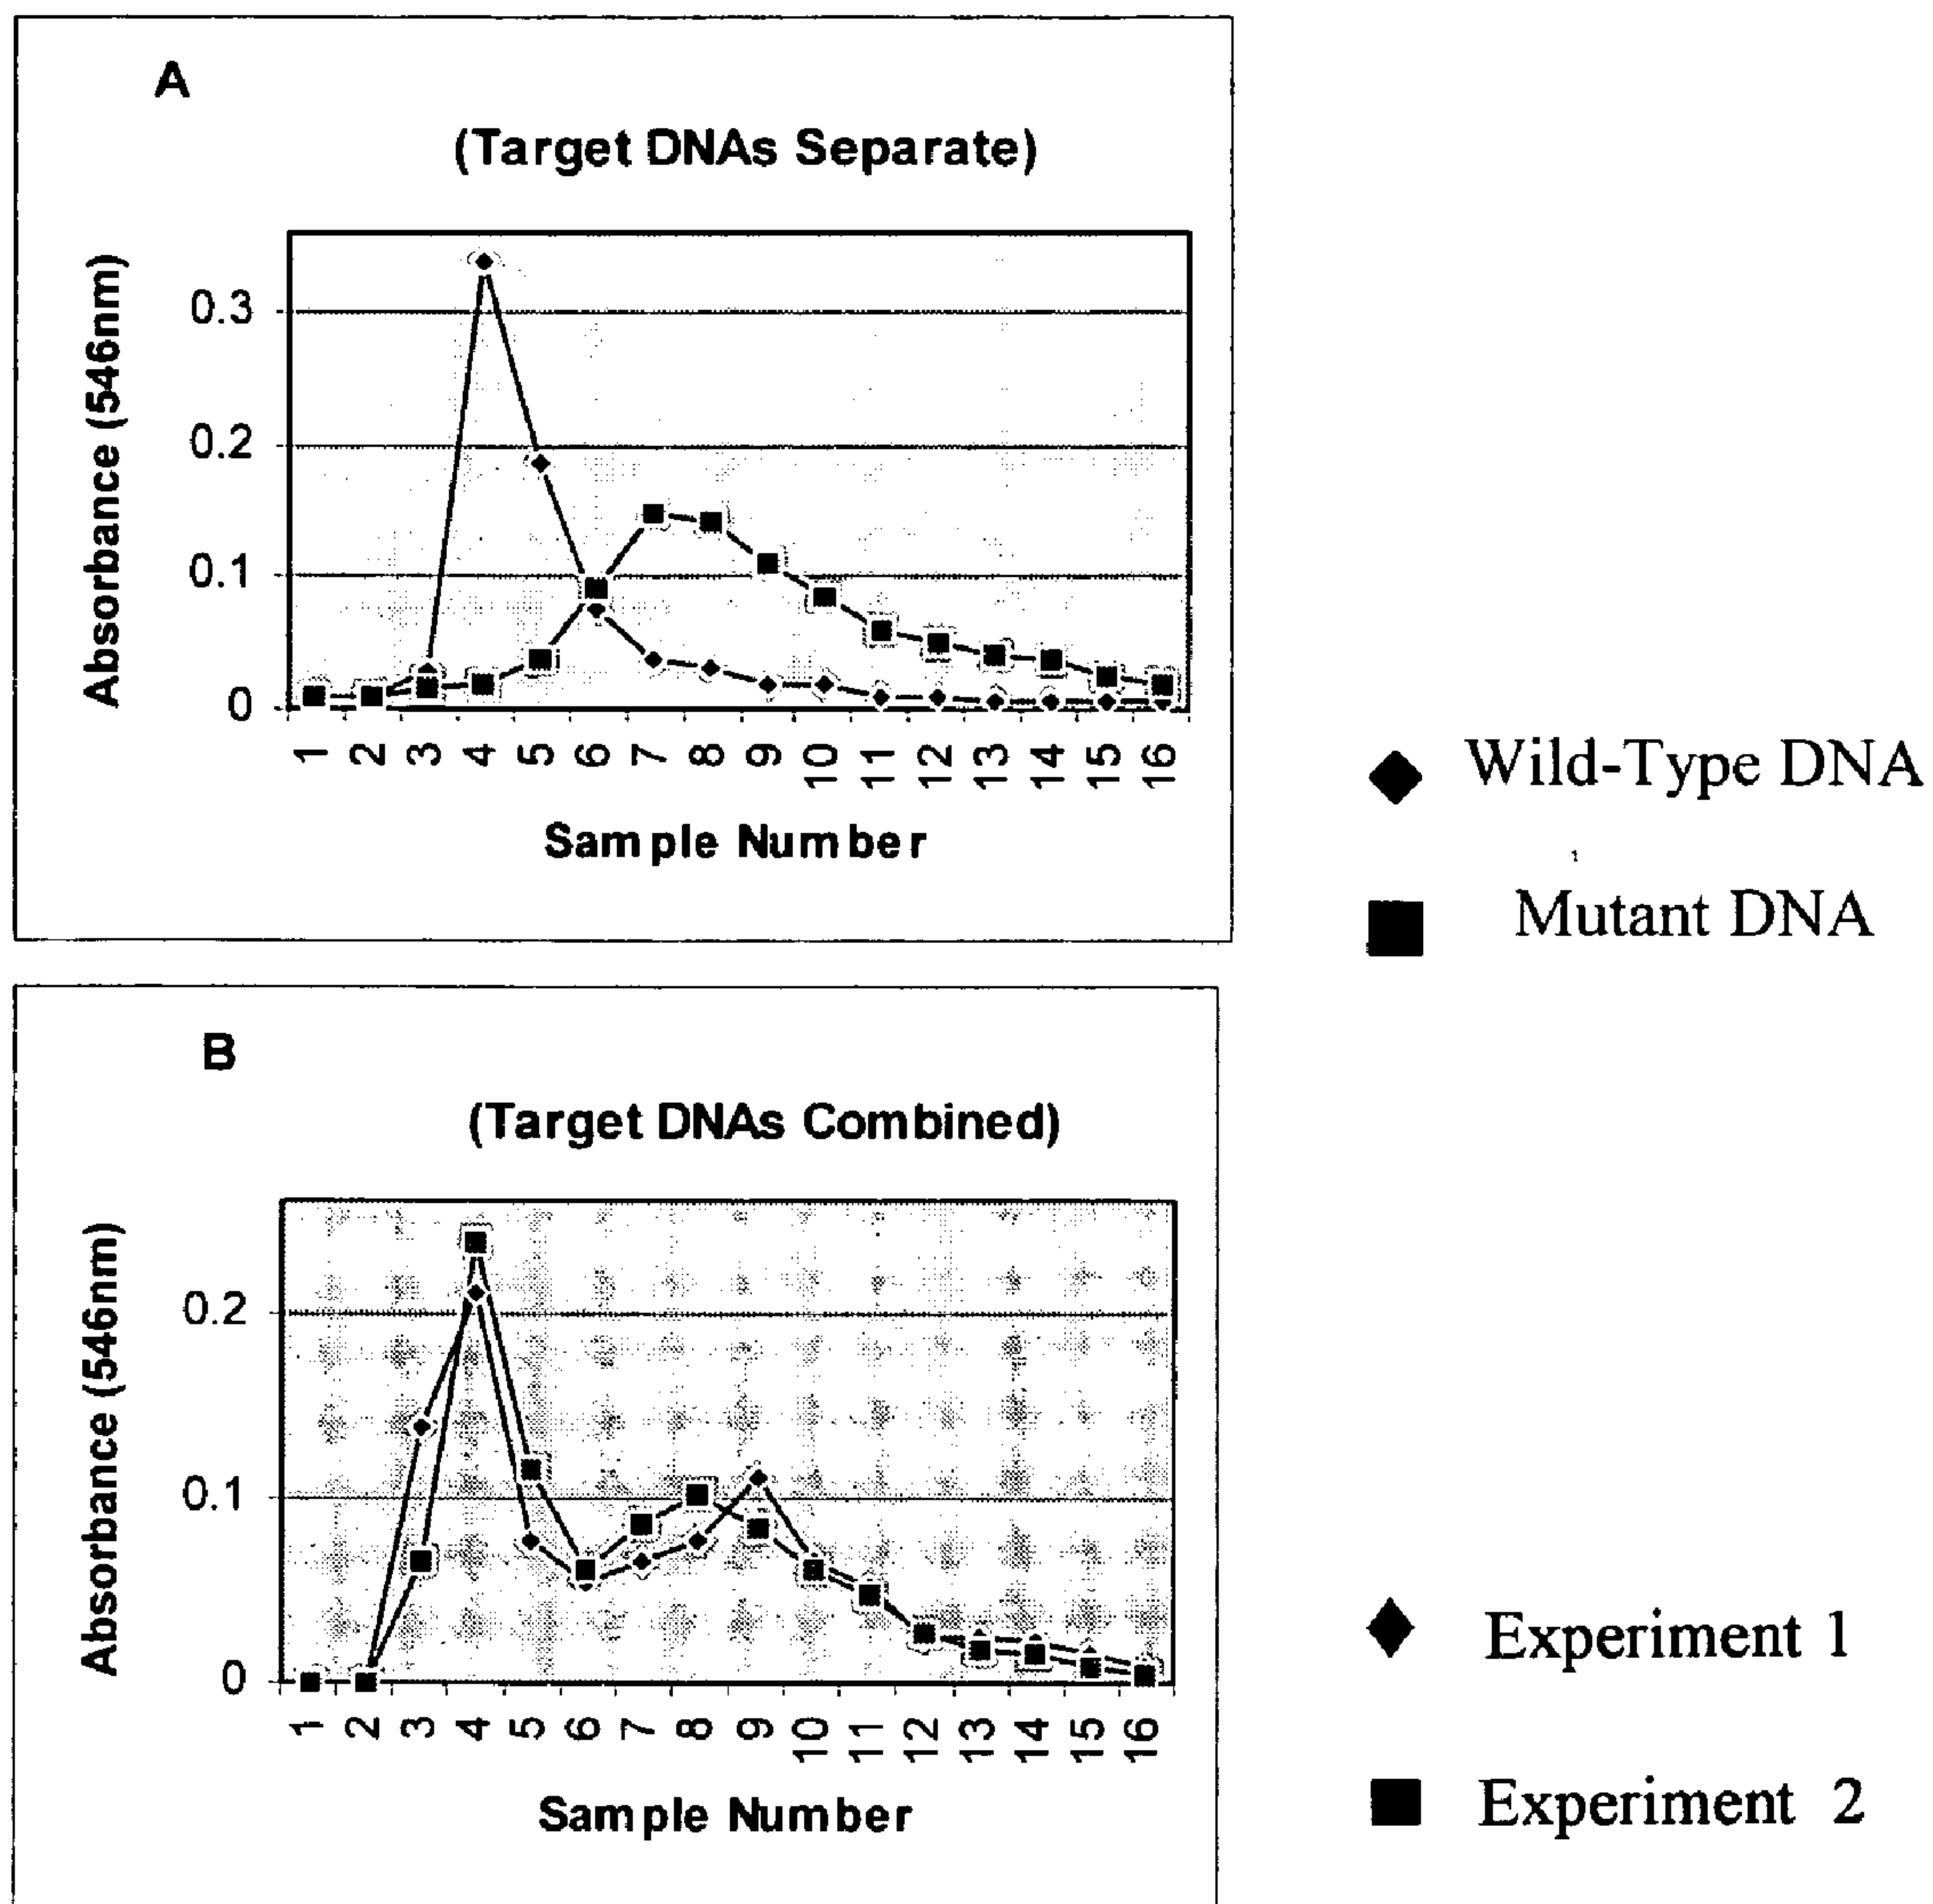 A
(Target DNAs Separate)
Absorbance (546nm)
0.3
0.2
0.1
0
1 2 3 4 5 6 7 8 9 10 11 12 13 14 15 16
Sample Number
Wild-Type DNA
Mutant DNA
B
(Target DNAs Combined)
Absorbance (546nm)
0.2
0.1
0
1 2 3 4 5 6 7 8 9 10 11 12 13 14 15 16
Sample Number
Experiment 1
Experiment 2